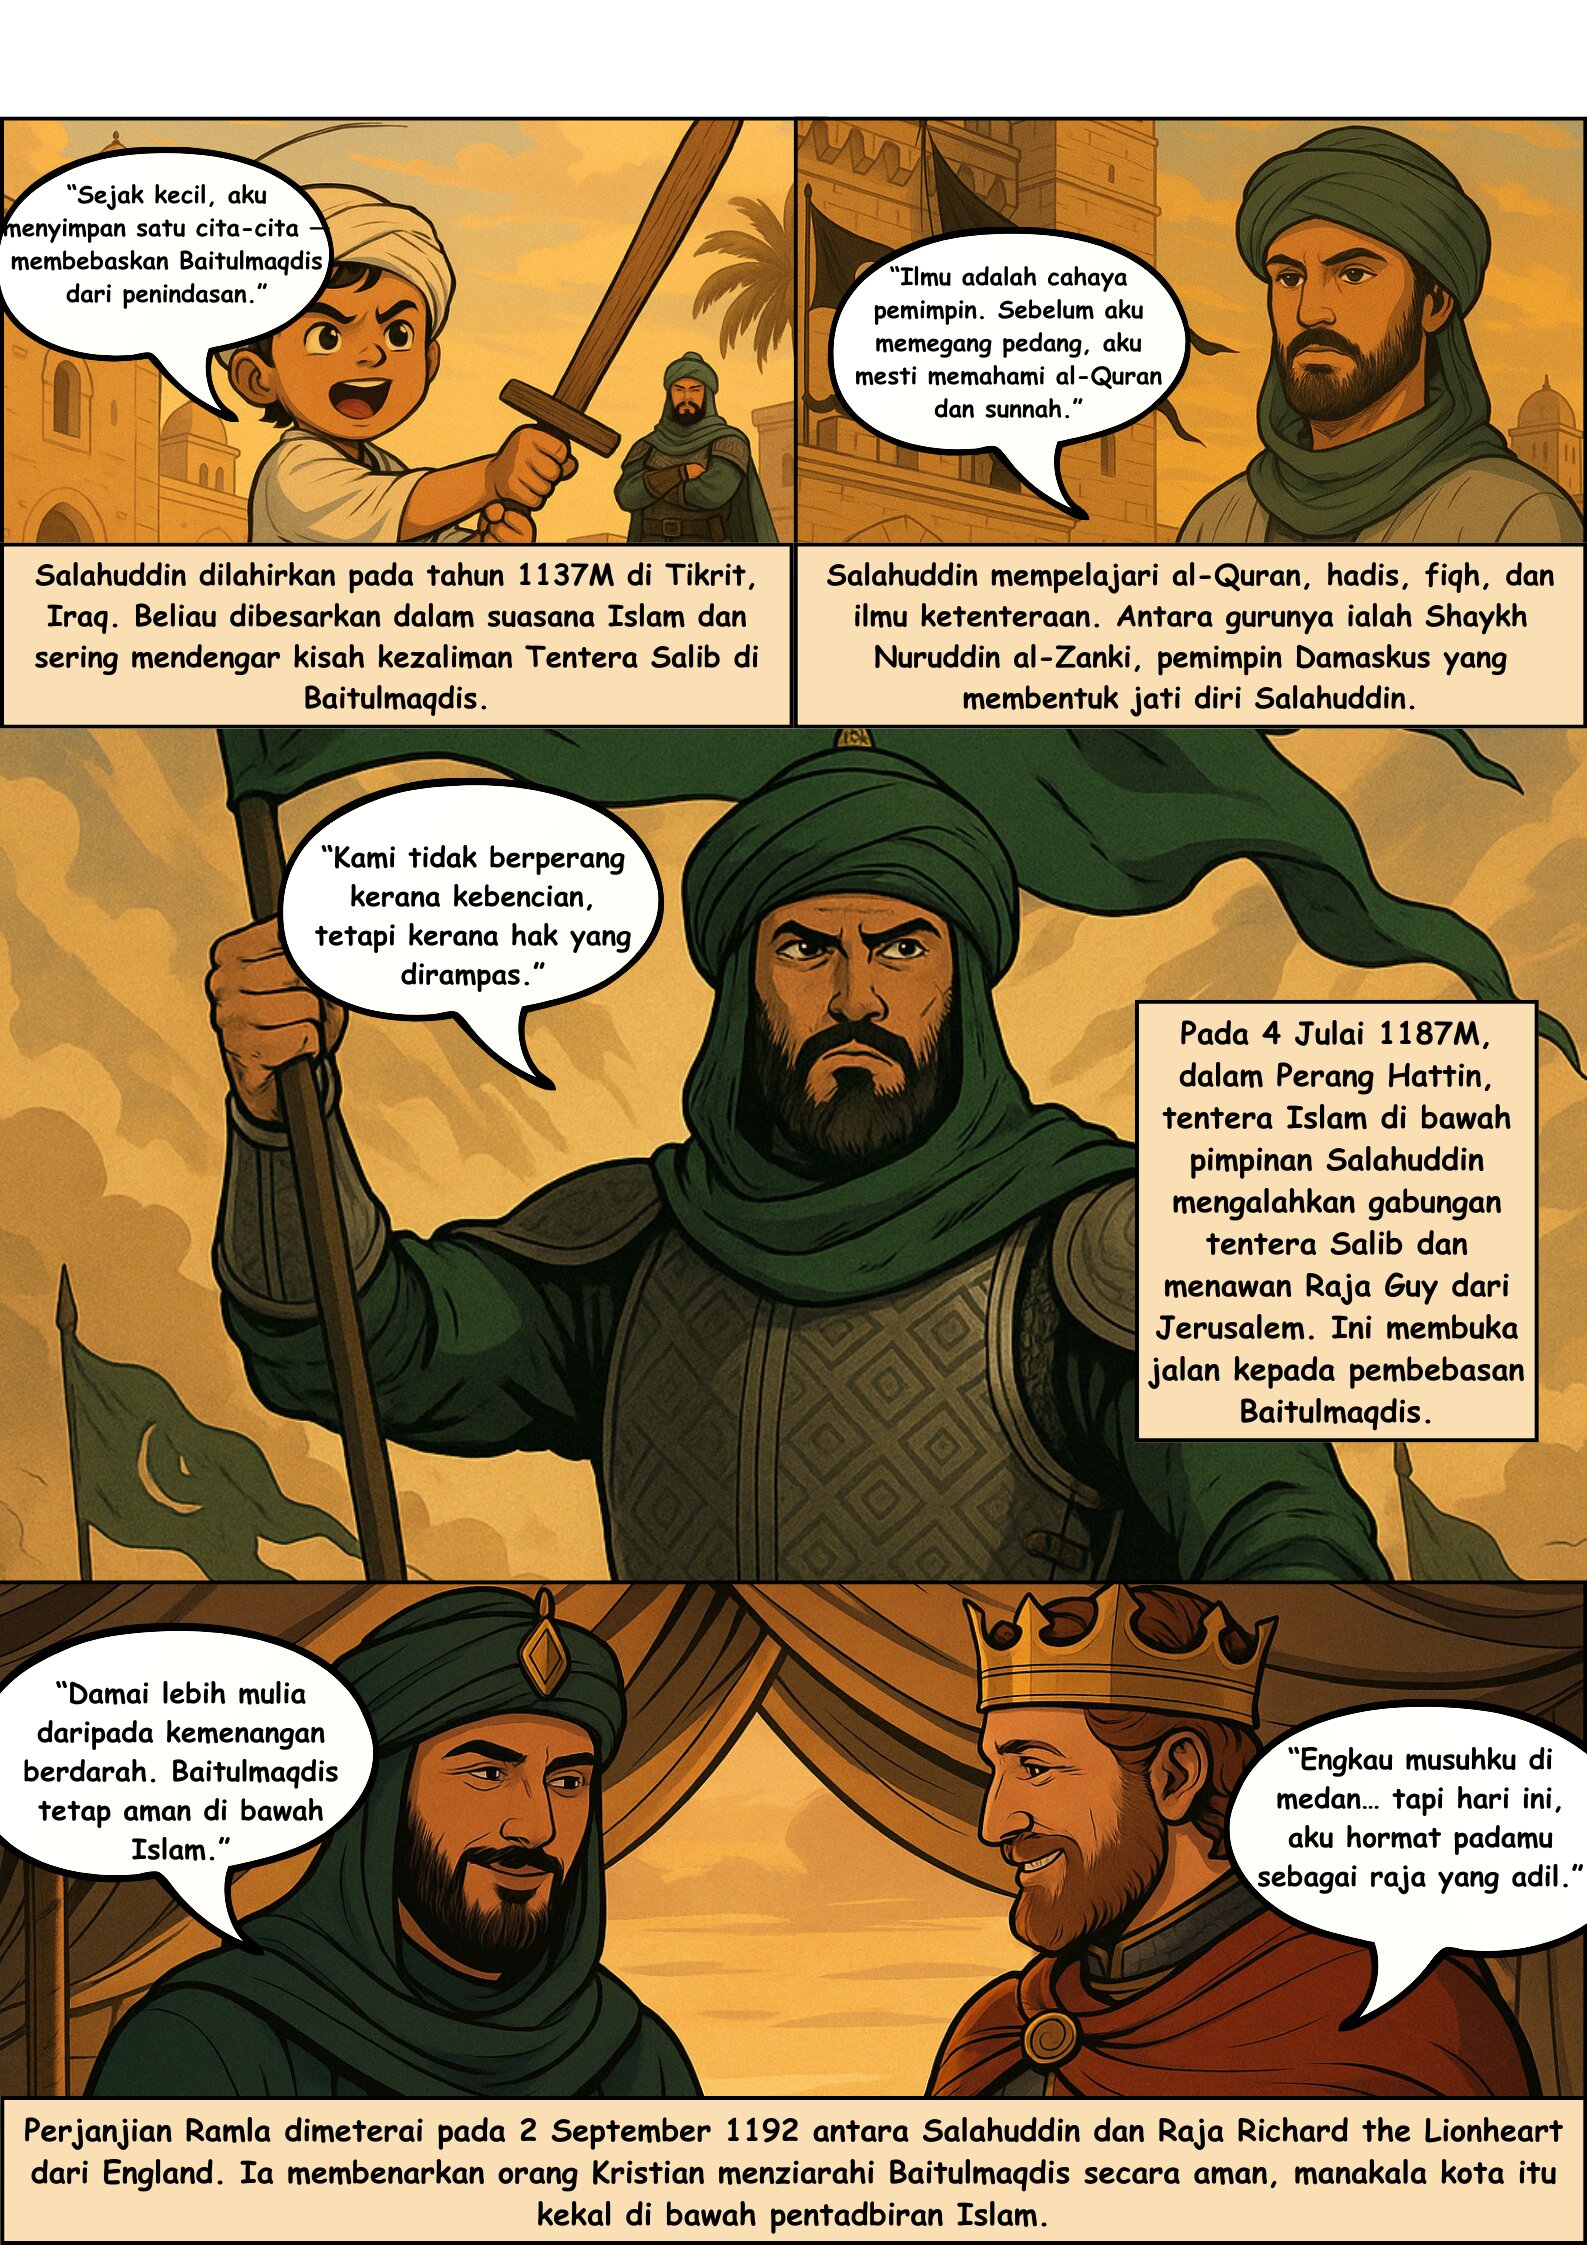 “Sejak kecil, aku
menyimpan satu cita-cita –
membebaskan Baitulmaqdis
dari penindasan.”
Salahuddin dilahirkan pada tahun 1137M di Tikrit,
Iraq. Beliau dibesarkan dalam suasana Islam dan
sering mendengar kisah kezaliman Tentera Salib di
Baitulmaqdis.
“Ilmu adalah cahaya
pemimpin. Sebelum aku
memegang pedang, aku
mesti memahami al-Quran
dan sunnah.”
Salahuddin mempelajari al-Quran, hadis, fiqh, dan
ilmu ketenteraan. Antara gurunya ialah Shaykh
Nuruddin al-Zanki, pemimpin Damaskus yang
membentuk jati diri Salahuddin.
“Kami tidak berperang
kerana kebencian,
tetapi kerana hak yang
dirampas.”
Pada 4 Julai 1187M,
dalam Perang Hattin,
tentera Islam di bawah
pimpinan Salahuddin
mengalahkan gabungan
tentera Salib dan
menawan Raja Guy dari
Jerusalem. Ini membuka
jalan kepada pembebasan
Baitulmaqdis.
“Damai lebih mulia
daripada kemenangan
berdarah. Baitulmaqdis
tetap aman di bawah
Islam.”
“Engkau musuhku di
medan… tapi hari ini,
aku hormat padamu
sebagai raja yang adil.”
Perjanjian Ramla dimeterai pada 2 September 1192 antara Salahuddin dan Raja Richard the Lionheart
dari England. Ia membenarkan orang Kristian menziarahi Baitulmaqdis secara aman, manakala kota itu
kekal di bawah pentadbiran Islam.